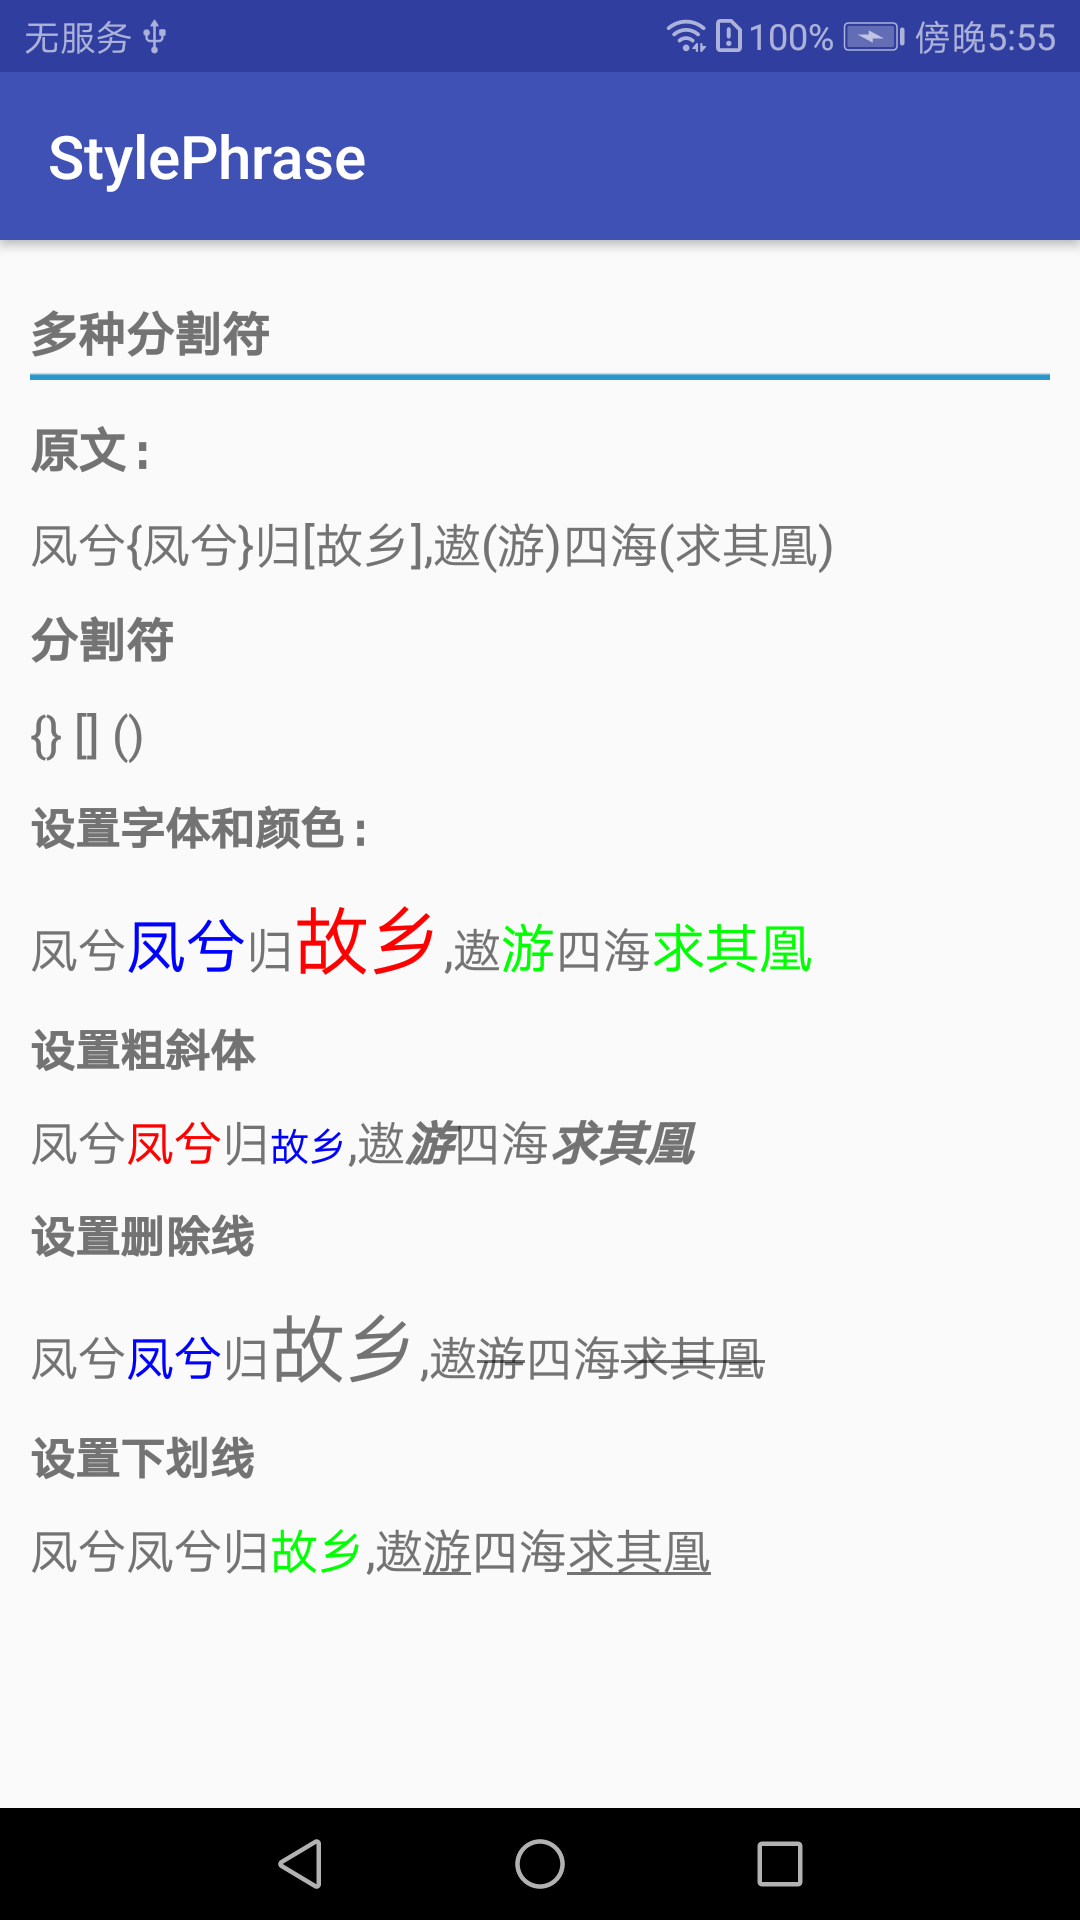 无服务 100% 傍晚5:55
StylePhrase
多种分割符
原文:
凤兮{凤兮}归[故乡],遨(游)四海(求其凰)
分割符
{} [] ()
设置字体和颜色:
凤兮凤兮归故乡,遨游四海求其凰
设置粗斜体
凤兮凤兮归故乡,遨游四海求其凰
设置删除线
凤兮凤兮归故乡,遨游四海求其凰
设置下划线
凤兮凤兮归故乡,遨游四海求其凰